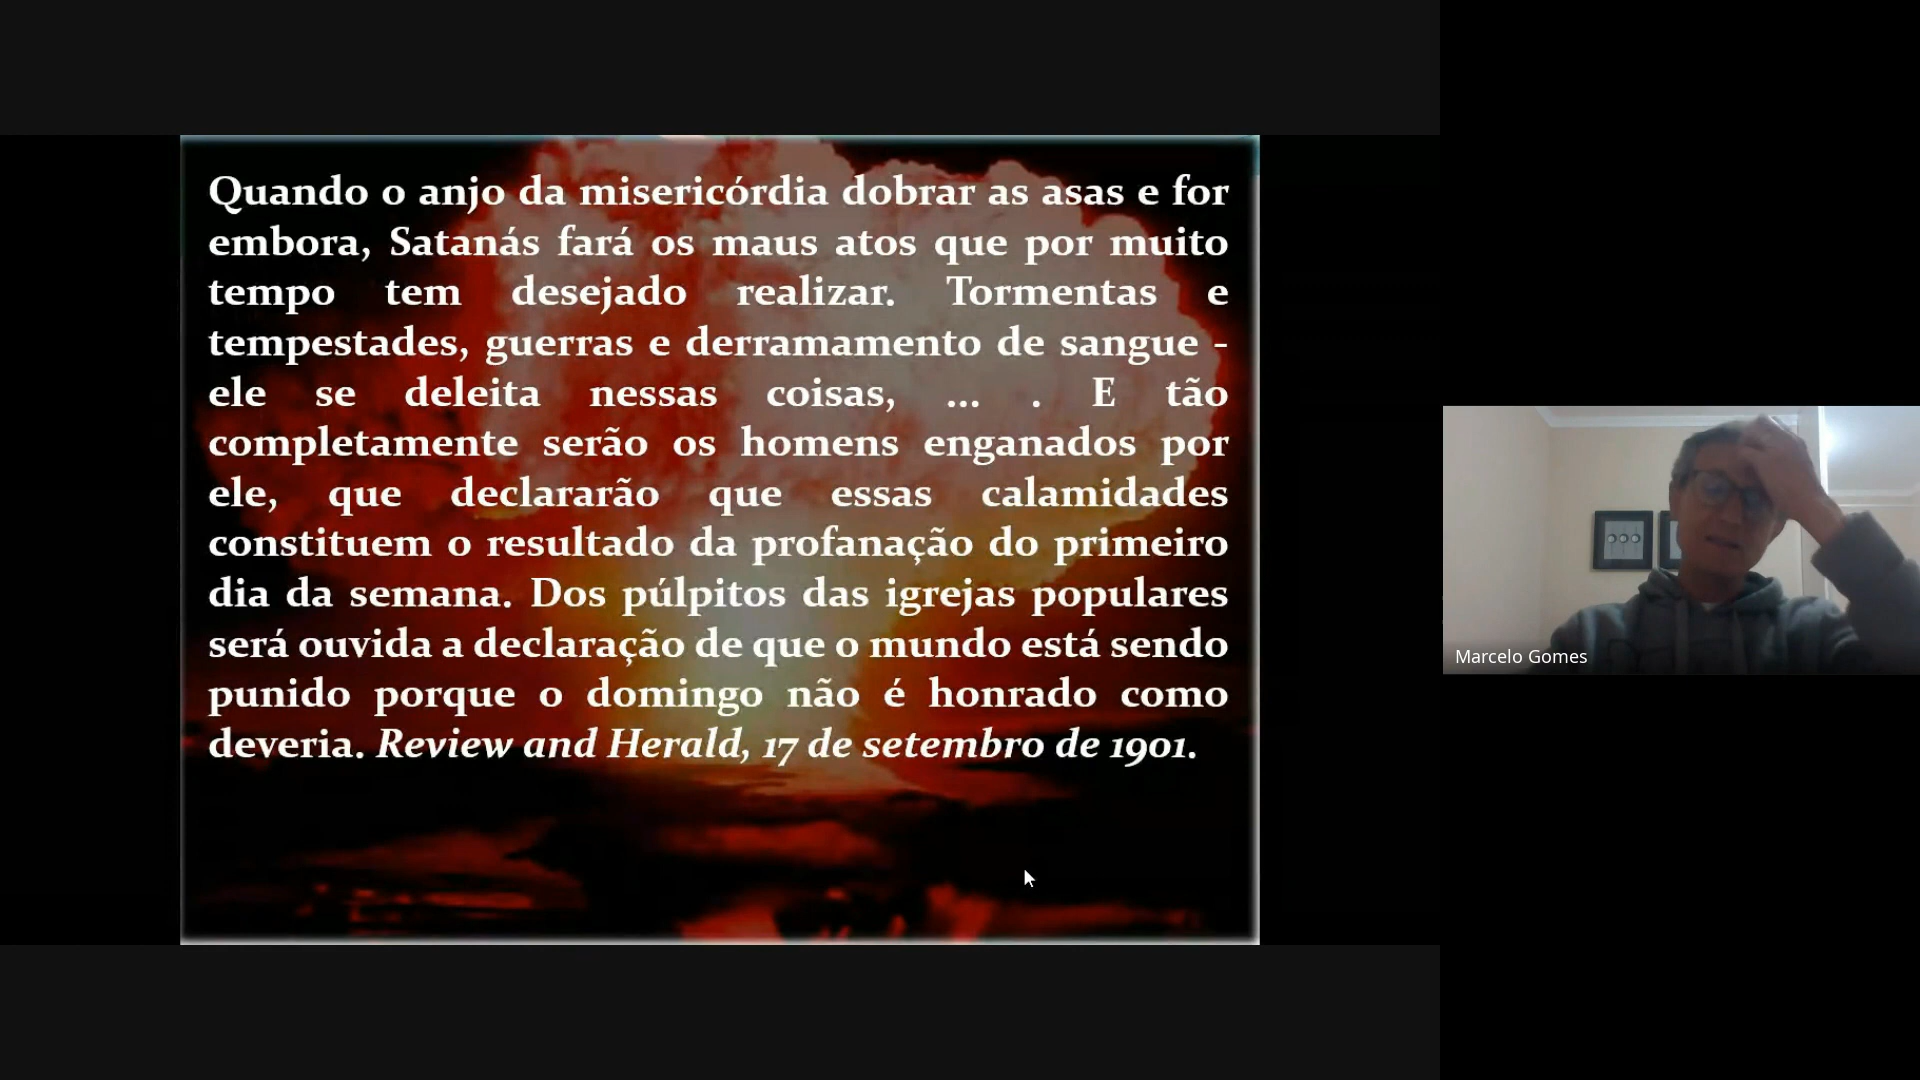 Quando o anjo da misericórdia dobrar as asas e for
embora, Satanás fará os maus atos que por muito
tempo tem desejado realizar. Tormentas e
tempestades, guerras e derramamento de sangue -
ele se deleita nessas coisas, ... . E tão
completamente serão os homens enganados por
ele, que declararão que essas calamidades
constituem o resultado da profanação do primeiro
dia da semana. Dos púlpitos das igrejas populares
será ouvida a declaração de que o mundo está sendo
punido porque o domingo não é honrado como
deveria. Review and Herald, 17 de setembro de 1901.
Marcelo Gomes